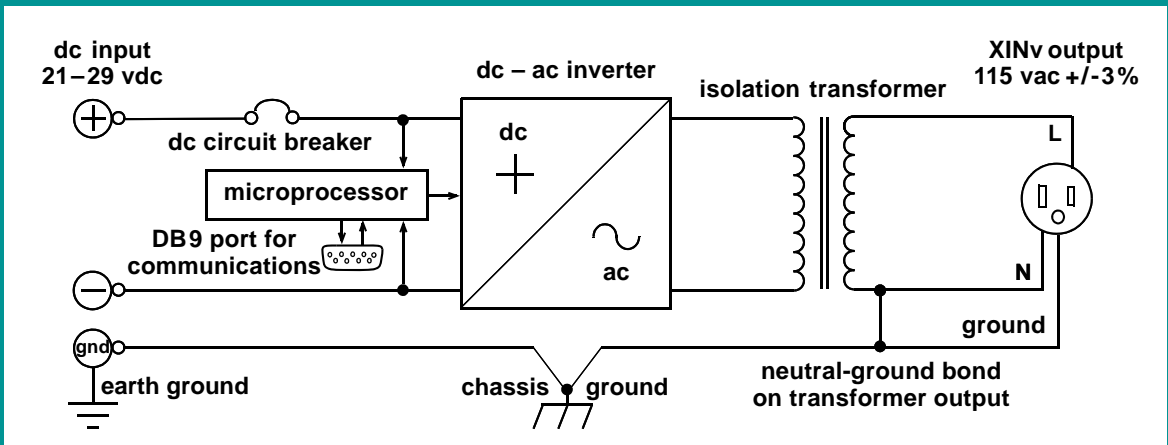 dc input
21–29 vdc
dc – ac inverter
XINv output
115 vac +/-3%
isolation transformer
L
dc circuit breaker
dc
microprocessor
DB9 port for
communications
ac
N
gnd
ground
earth ground
chassis ground
neutral-ground bond
on transformer output